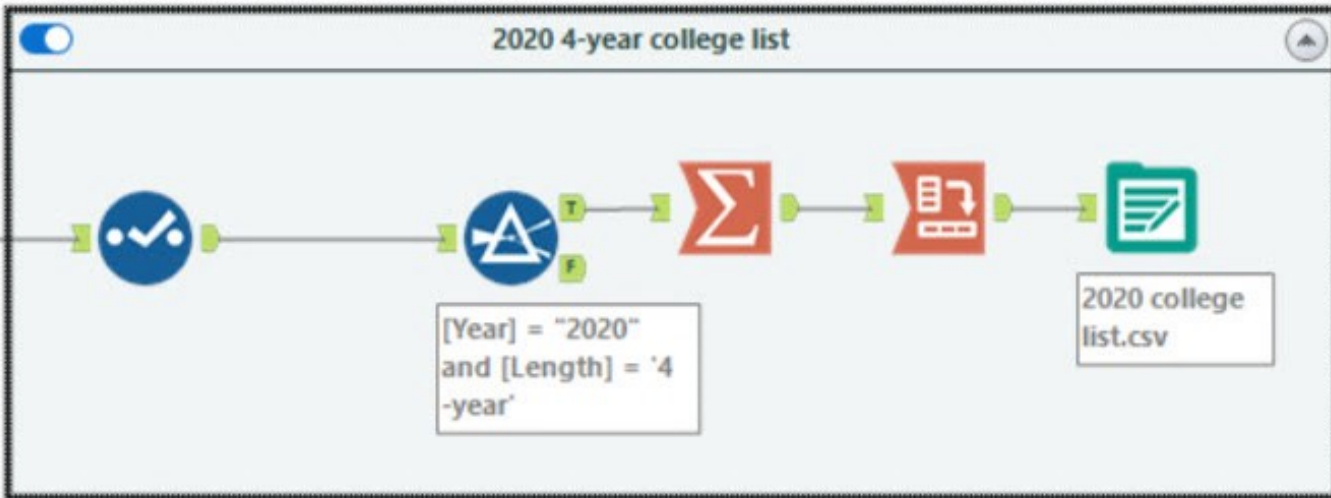 2020 4-year college list
T
F
[Year] = "2020"
and [Length] = '4
-year'
2020 college
list.csv